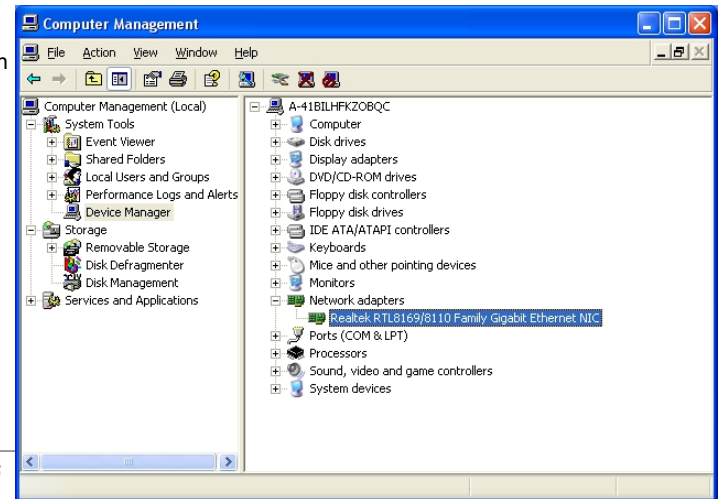 Computer Management
File Action View Window Help
Computer Management (Local)
System Tools
Event Viewer
Shared Folders
Local Users and Groups
Performance Logs and Alerts
Device Manager
Storage
Removable Storage
Disk Defragmenter
Disk Management
Services and Applications
A-41BILHFKZOBQC
Computer
Disk drives
Display adapters
DVD/CD-ROM drives
Floppy disk controllers
Floppy disk drives
IDE ATA/ATAPI controllers
Keyboards
Mice and other pointing devices
Monitors
Network adapters
Realtek RTL8169/8110 Family Gigabit Ethernet NIC
Ports (COM & LPT)
Processors
Sound, video and game controllers
System devices